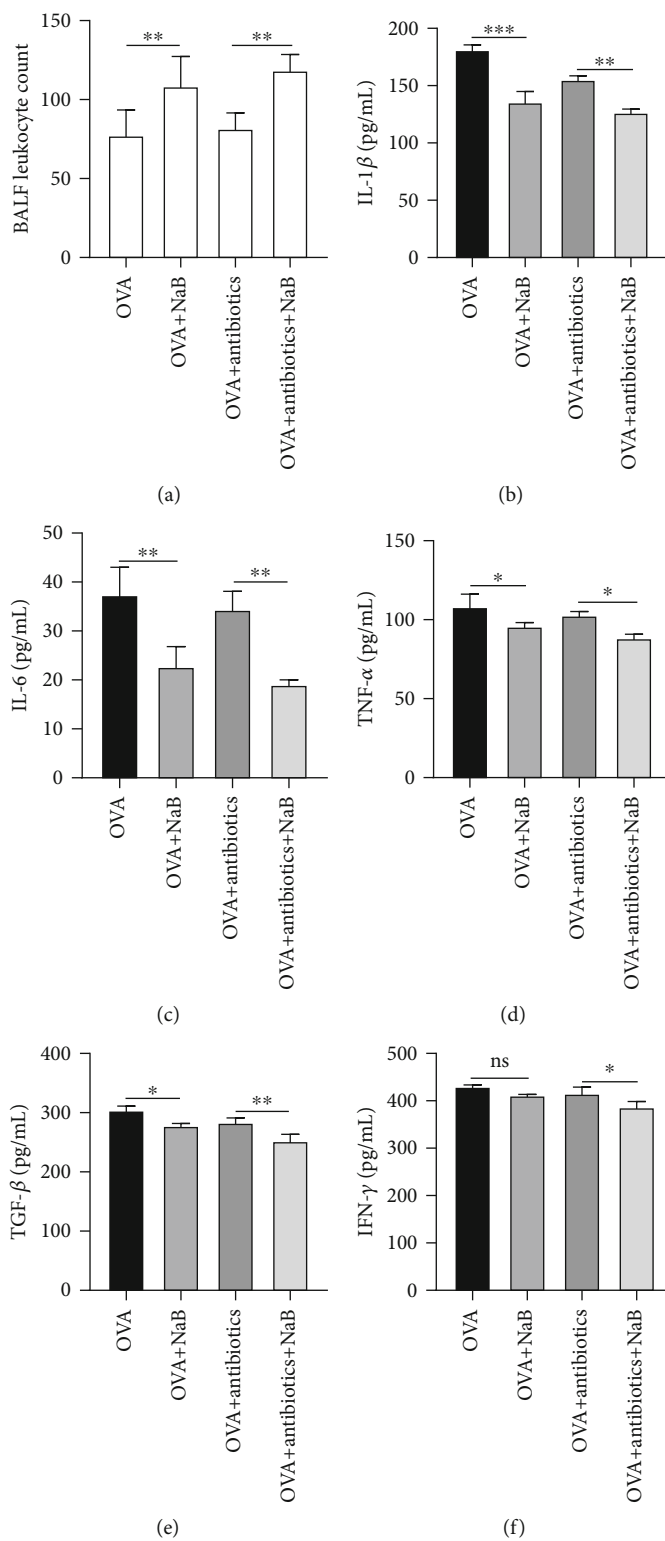 BALF leukocyte count
150
100
50
0
**
**
OVA
OVA+NaB
OVA+antibiotics
OVA+antibiotics+NaB
(a)
IL-1β (pg/mL)
200
150
100
50
0
***
**
OVA
OVA+NaB
OVA+antibiotics
OVA+antibiotics+NaB
(b)
IL-6 (pg/mL)
50
40
30
20
10
0
**
**
OVA
OVA+NaB
OVA+antibiotics
OVA+antibiotics+NaB
(c)
TNF-α (pg/mL)
150
100
50
0
*
*
OVA
OVA+NaB
OVA+antibiotics
OVA+antibiotics+NaB
(d)
TGF-β (pg/mL)
400
300
200
100
0
*
**
OVA
OVA+NaB
OVA+antibiotics
OVA+antibiotics+NaB
(e)
IFN-γ (pg/mL)
500
400
300
200
100
0
ns
*
OVA
OVA+NaB
OVA+antibiotics
OVA+antibiotics+NaB
(f)